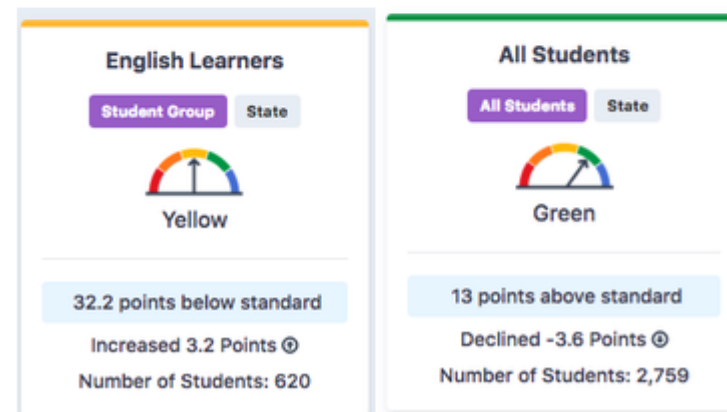 English Learners
Student Group State
Yellow
32.2 points below standard
Increased 3.2 Points
Number of Students: 620
All Students
All Students State
Green
13 points above standard
Declined -3.6 Points
Number of Students: 2,759